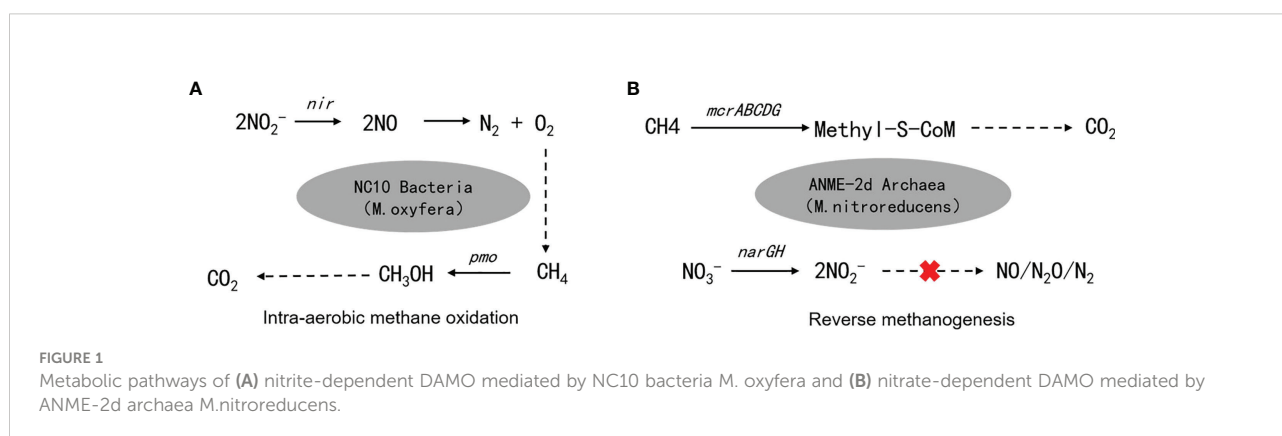 A
nir
2NO₂⁻ 2NO N₂ + O₂
NC10 Bacteria
(M. oxyfera)
pmo
CO₂ CH₃OH CH₄
Intra-aerobic methane oxidation
B
mcrABCDG
CH4 Methyl-S-CoM CO₂
ANME-2d Archaea
(M. nitroreducens)
narGH
NO₃⁻ 2NO₂⁻ NO/N₂O/N₂
Reverse methanogenesis
FIGURE 1
Metabolic pathways of (A) nitrite-dependent DAMO mediated by NC10 bacteria M. oxyfera and (B) nitrate-dependent DAMO mediated by
ANME-2d archaea M.nitroreducens.